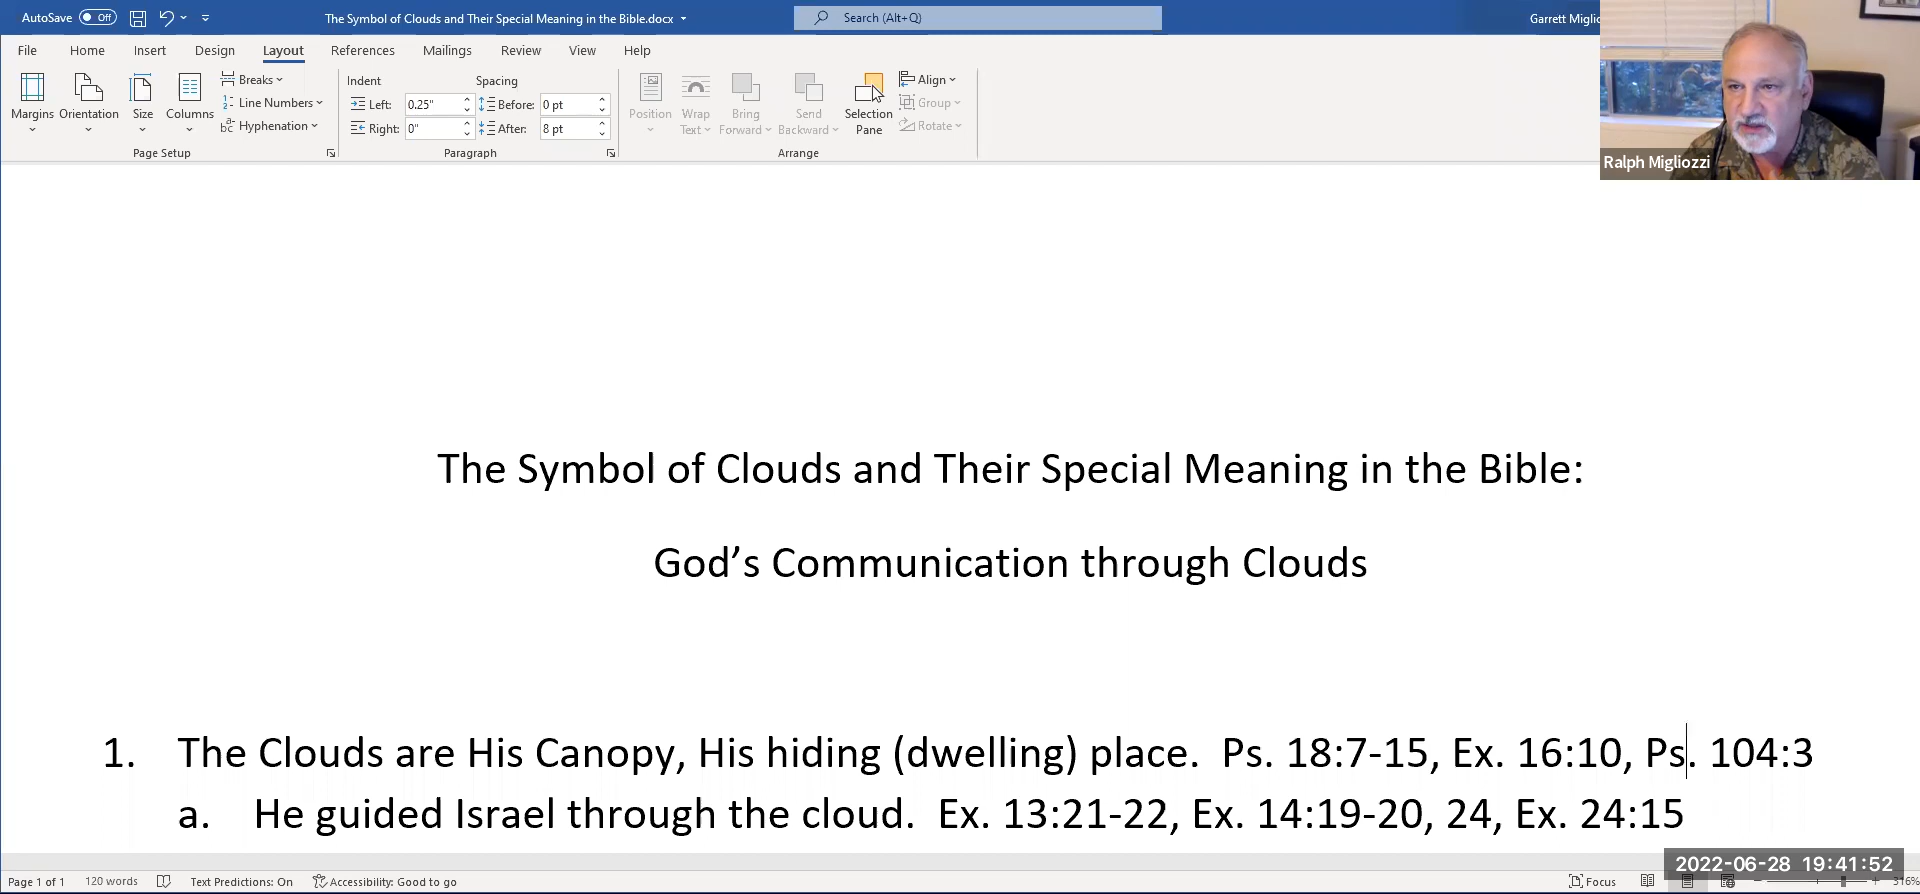 AutoSave Off The Symbol of Clouds and Their Special Meaning in the Bible.docx Search (Alt+Q) Garrett Miglio
File Home Insert Design Layout References Mailings Review View Help
Margins Orientation Size Columns
Breaks
Line Numbers
Hyphenation
Page Setup
Indent Spacing
Left: 0.25" Before: 0 pt
Right: 0" After: 8 pt
Paragraph
Position Wrap Text Bring Forward Send Backward Selection Pane
Align
Group
Rotate
Arrange
Ralph Migliozzi
The Symbol of Clouds and Their Special Meaning in the Bible:
God’s Communication through Clouds
1. The Clouds are His Canopy, His hiding (dwelling) place. Ps. 18:7-15, Ex. 16:10, Ps. 104:3
a. He guided Israel through the cloud. Ex. 13:21-22, Ex. 14:19-20, 24, Ex. 24:15
2022-06-28 19:41:52
Page 1 of 1 120 words Text Predictions: On Accessibility: Good to go Focus 316%